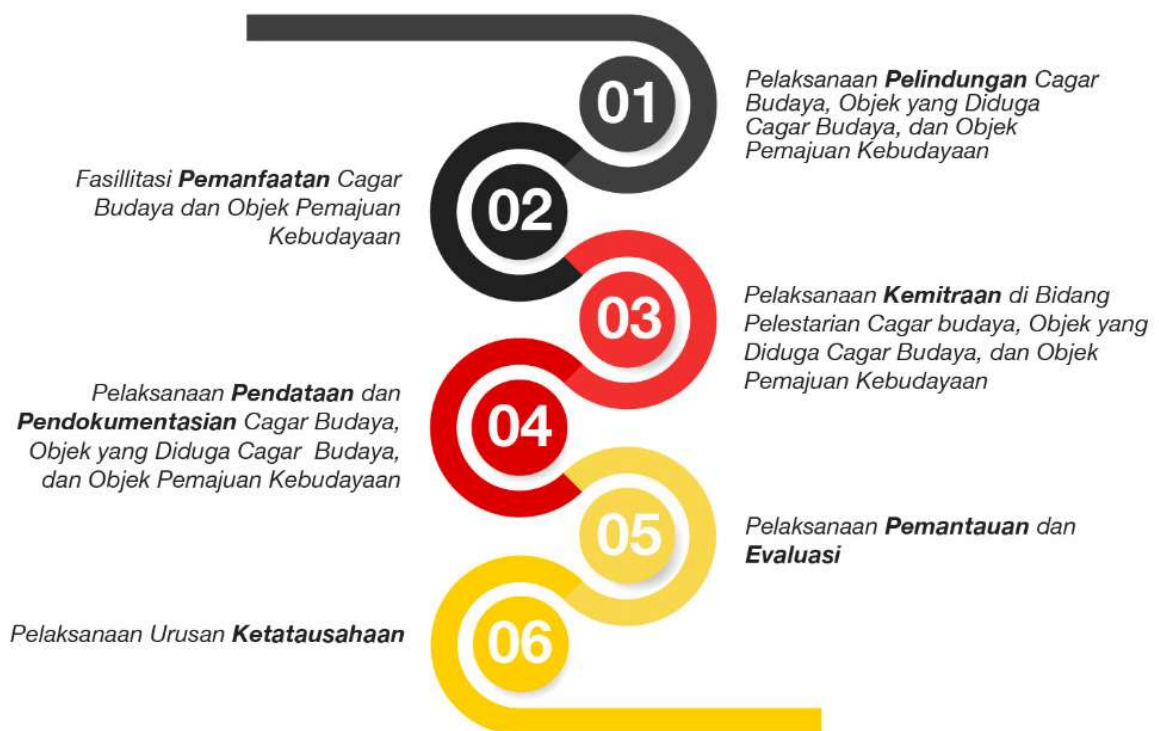 01
Pelaksanaan Pelindungan Cagar
Budaya, Objek yang Diduga
Cagar Budaya, dan Objek
Pemajuan Kebudayaan
02
Fasillitasi Pemanfaatan Cagar
Budaya dan Objek Pemajuan
Kebudayaan
03
Pelaksanaan Kemitraan di Bidang
Pelestarian Cagar budaya, Objek yang
Diduga Cagar Budaya, dan Objek
Pemajuan Kebudayaan
04
Pelaksanaan Pendataan dan
Pendokumentasian Cagar Budaya,
Objek yang Diduga Cagar Budaya,
dan Objek Pemajuan Kebudayaan
05
Pelaksanaan Pemantauan dan
Evaluasi
06
Pelaksanaan Urusan Ketatausahaan